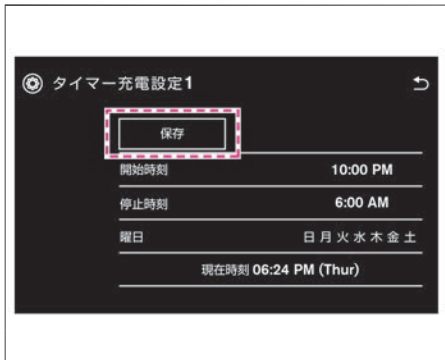 タイマー充電設定1
保存
開始時刻 10:00 PM
停止時刻 6:00 AM
曜日 日月火水木金土
現在時刻 06:24 PM (Thur)